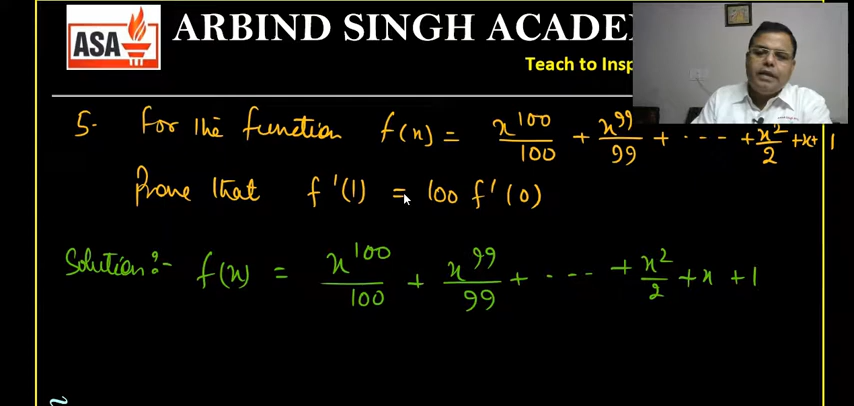 ASA
ARBIND SINGH ACADE
Teach to Insp
5. For the function f(x) = x^100/100 + x^99/99 + ---- + x^2/2 + x + 1
Prove that f'(1) = 100 f'(0)
Solution:- f(x) = x^100/100 + x^99/99 + ---- + x^2/2 + x + 1